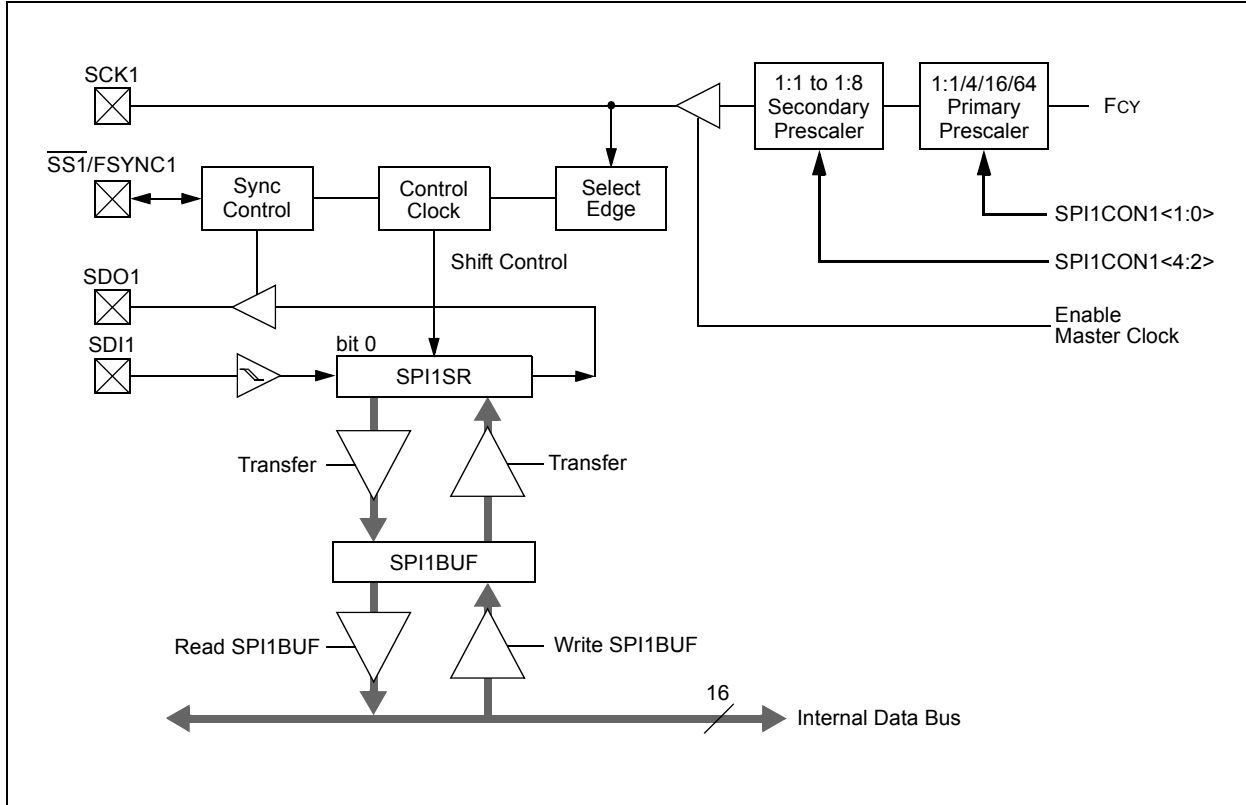 SCK1
1:1 to 1:8
Secondary
Prescaler
1:1/4/16/64
Primary
Prescaler
FCY
SS1/FSYNC1
Sync
Control
Control
Clock
Select
Edge
SPI1CON1<1:0>
Shift Control
SPI1CON1<4:2>
SDO1
Enable
Master Clock
SDI1
bit 0
SPI1SR
Transfer
Transfer
SPI1BUF
Read SPI1BUF
Write SPI1BUF
16
Internal Data Bus